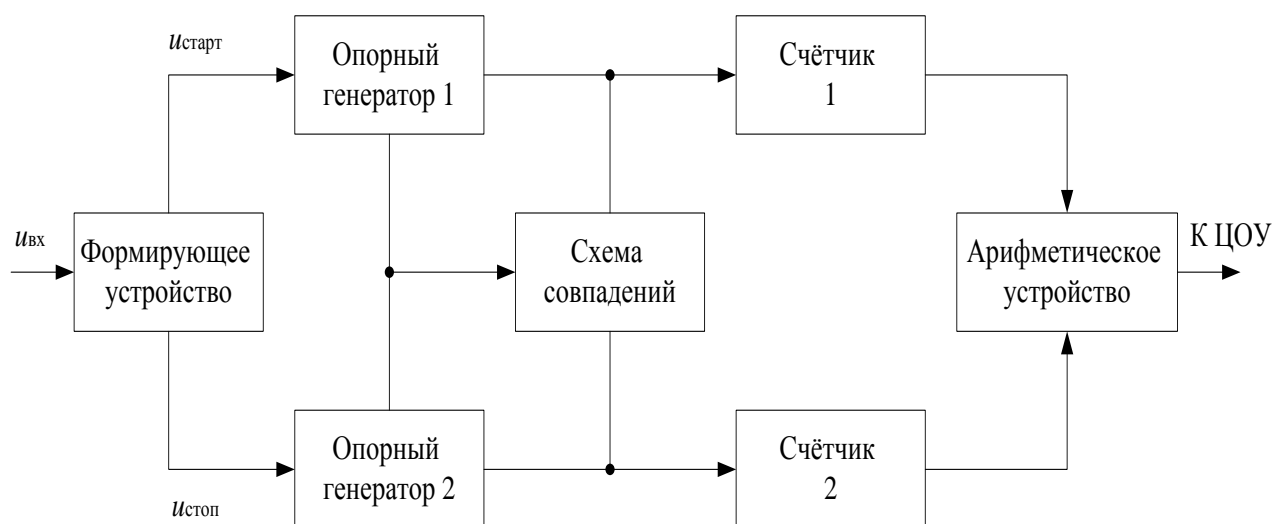 uстарт
Опорный
генератор 1
Счётчик
1
uвх
Формирующее
устройство
Схема
совпадений
Арифметическое
устройство
К ЦОУ
Опорный
генератор 2
Счётчик
2
uстоп